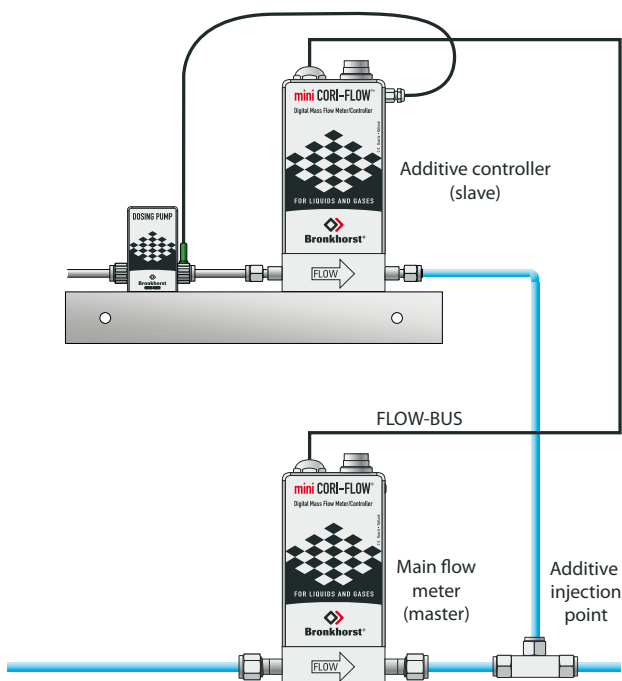 mini CORI-FLOW™
Digital Mass Flow Meter/Controller
FOR LIQUIDS AND GASES
Bronkhorst®
FLOW
Additive controller
(slave)
DOSING PUMP
Bronkhorst
FLOW-BUS
mini CORI-FLOW®
Digital Mass Flow Meter/Controller
FOR LIQUIDS AND GASES
Bronkhorst®
FLOW
Main flow
meter
(master)
Additive
injection
point